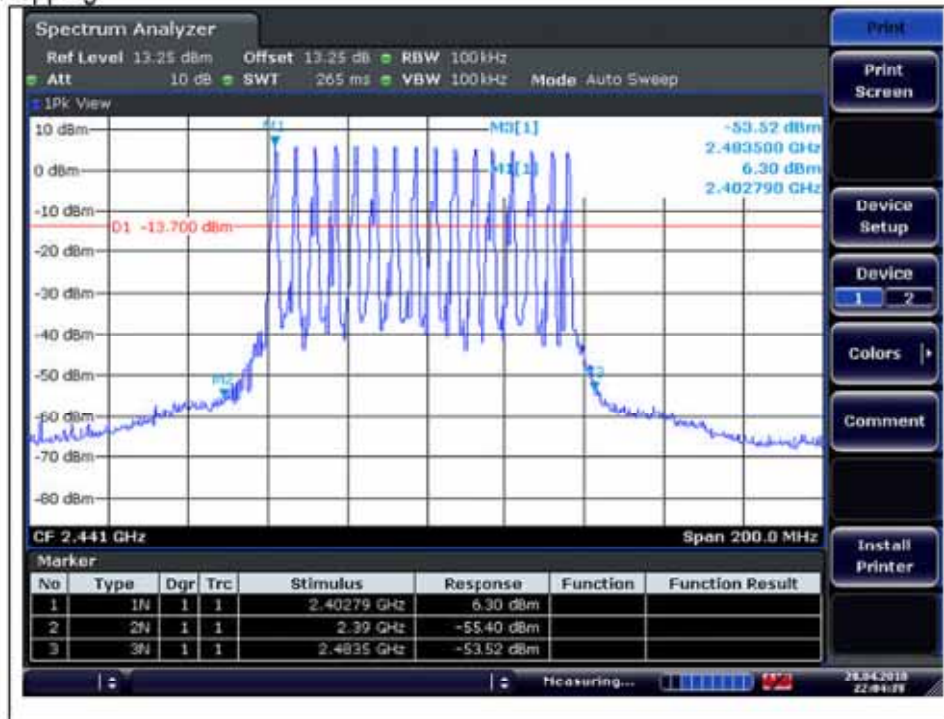 Spectrum Analyzer
Ref Level 13.25 dBm Offset 13.25 dB RBW 100 kHz
Att 10 dB SWT 265 ms VBW 100 kHz Mode Auto Sweep
1Pk View
10 dBm
0 dBm
-10 dBm
-20 dBm
-30 dBm
-40 dBm
-50 dBm
-60 dBm
-70 dBm
-80 dBm
D1 -13.700 dBm
M1
M2
M3[1] -53.52 dBm
2.483500 GHz
M1[1] 6.30 dBm
2.402790 GHz
CF 2.441 GHz Span 200.0 MHz
Marker
No Type Dgr Trc Stimulus Response Function Function Result
1 1N 1 1 2.40279 GHz 6.30 dBm
2 2N 1 1 2.39 GHz -55.40 dBm
3 3N 1 1 2.4835 GHz -53.52 dBm
Measuring...
28.04.2018
Print
Print Screen
Device Setup
Device
1 2
Colors
Comment
Install Printer